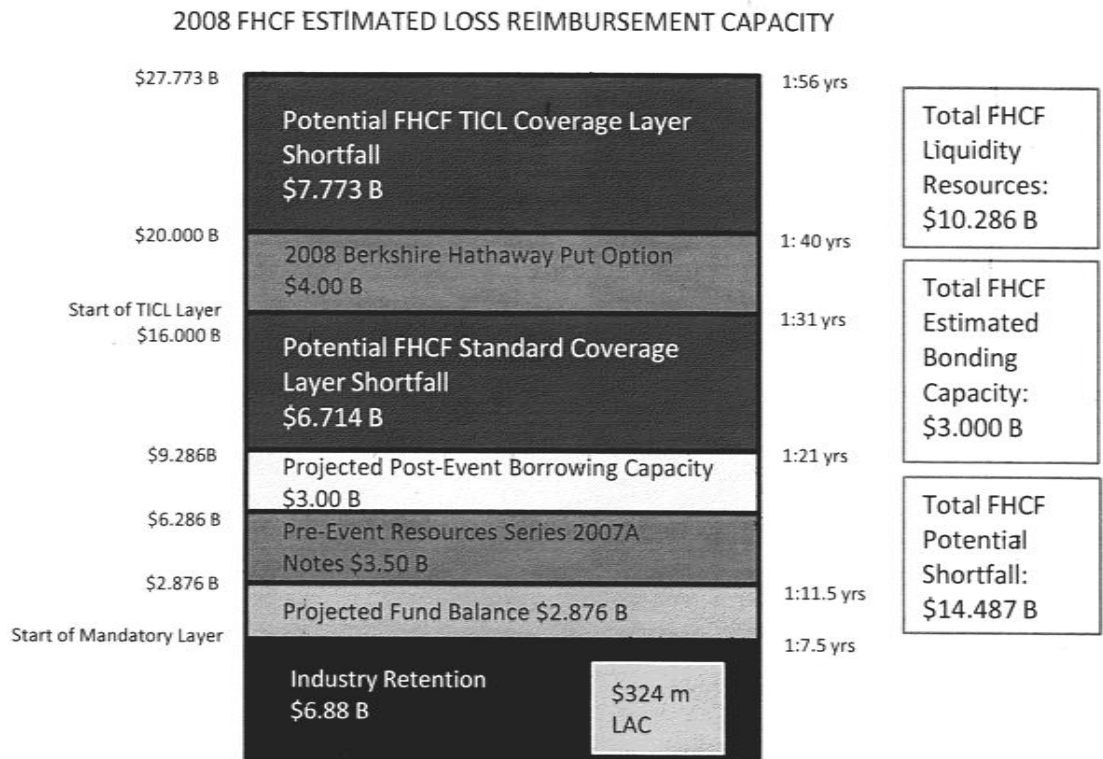 2008 FHCF ESTIMATED LOSS REIMBURSEMENT CAPACITY
$27.773 B
1:56 yrs
Potential FHCF TICL Coverage Layer
Shortfall
$7.773 B
$20.000 B
1: 40 yrs
2008 Berkshire Hathaway Put Option
$4.00 B
Start of TICL Layer
$16.000 B
1:31 yrs
Potential FHCF Standard Coverage
Layer Shortfall
$6.714 B
$9.286B
1:21 yrs
Projected Post-Event Borrowing Capacity
$3.00 B
$6.286 B
Pre-Event Resources Series 2007A
Notes $3.50 B
$2.876 B
1:11.5 yrs
Projected Fund Balance $2.876 B
Start of Mandatory Layer
1:7.5 yrs
Industry Retention
$6.88 B
$324 m
LAC
Total FHCF
Liquidity
Resources:
$10.286 B
Total FHCF
Estimated
Bonding
Capacity:
$3.000 B
Total FHCF
Potential
Shortfall:
$14.487 B